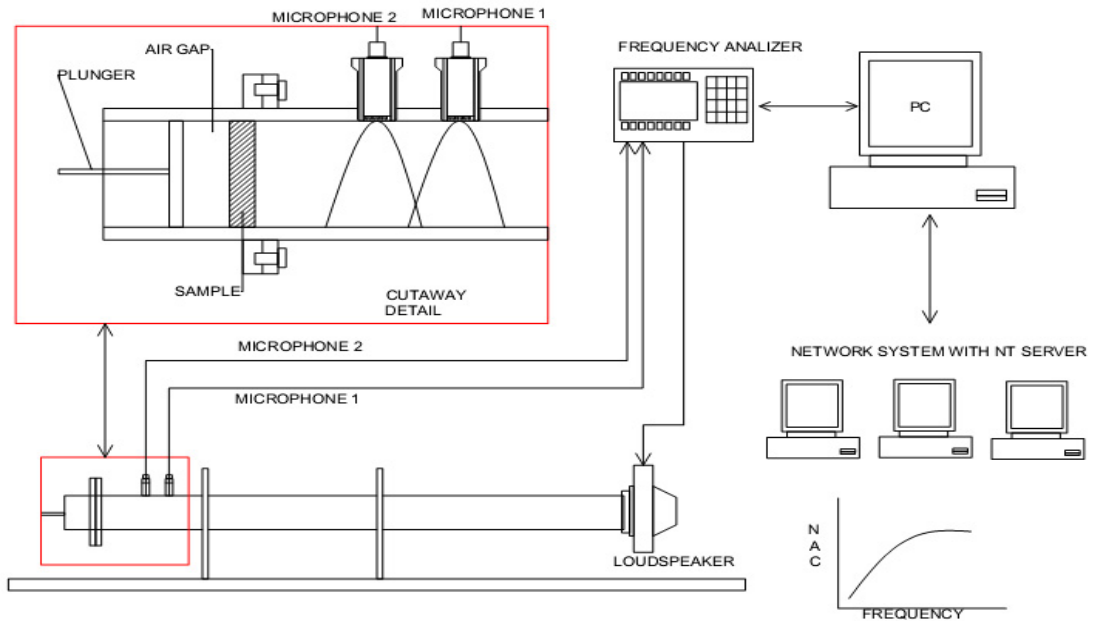 MICROPHONE 2
MICROPHONE 1
AIR GAP
PLUNGER
SAMPLE
CUTAWAY
DETAIL
FREQUENCY ANALIZER
PC
NETWORK SYSTEM WITH NT SERVER
MICROPHONE 2
MICROPHONE 1
LOUDSPEAKER
N
A
C
FREQUENCY